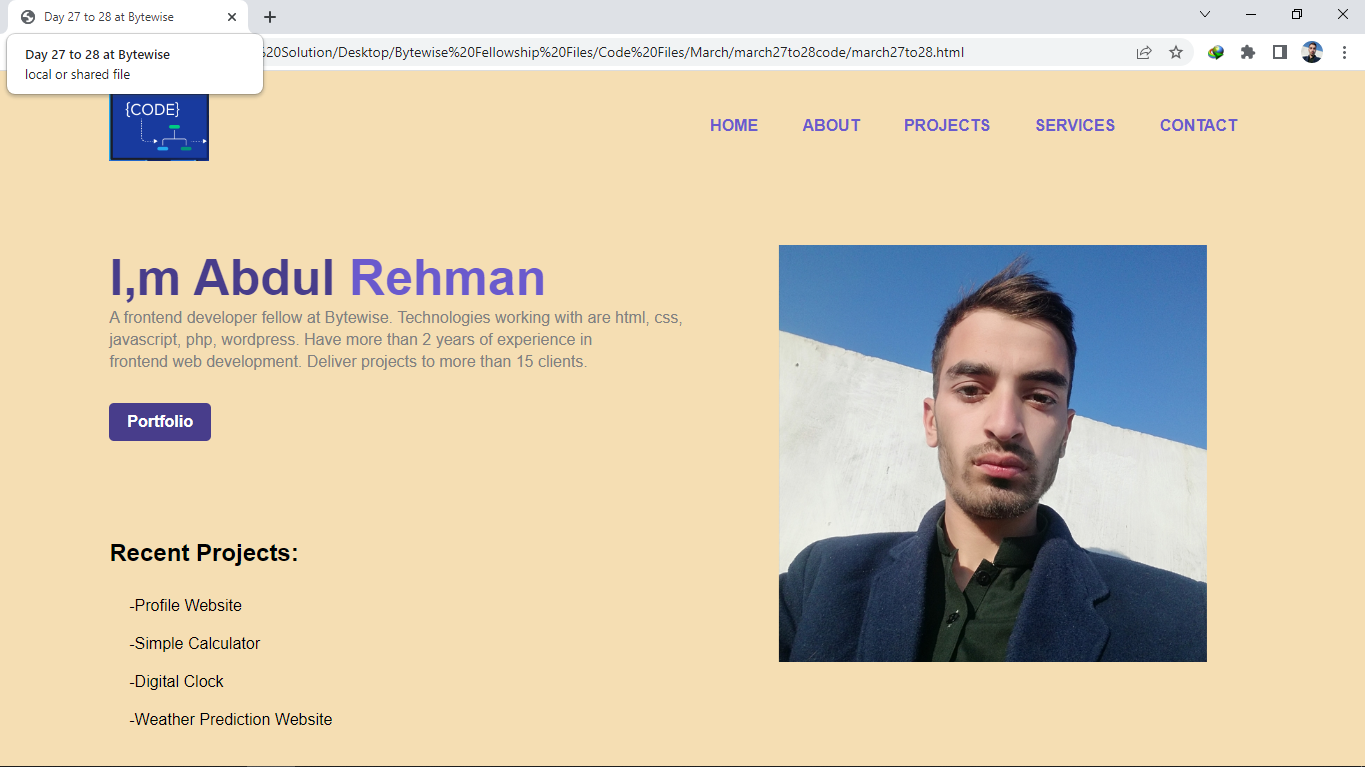 Day 27 to 28 at Bytewise
Day 27 to 28 at Bytewise
local or shared file
%20Solution/Desktop/Bytewise%20Fellowship%20Files/Code%20Files/March/march27to28code/march27to28.html
{CODE}
HOME ABOUT PROJECTS SERVICES CONTACT
I,m Abdul Rehman
A frontend developer fellow at Bytewise. Technologies working with are html, css,
javascript, php, wordpress. Have more than 2 years of experience in
frontend web development. Deliver projects to more than 15 clients.
Portfolio
Recent Projects:
-Profile Website
-Simple Calculator
-Digital Clock
-Weather Prediction Website